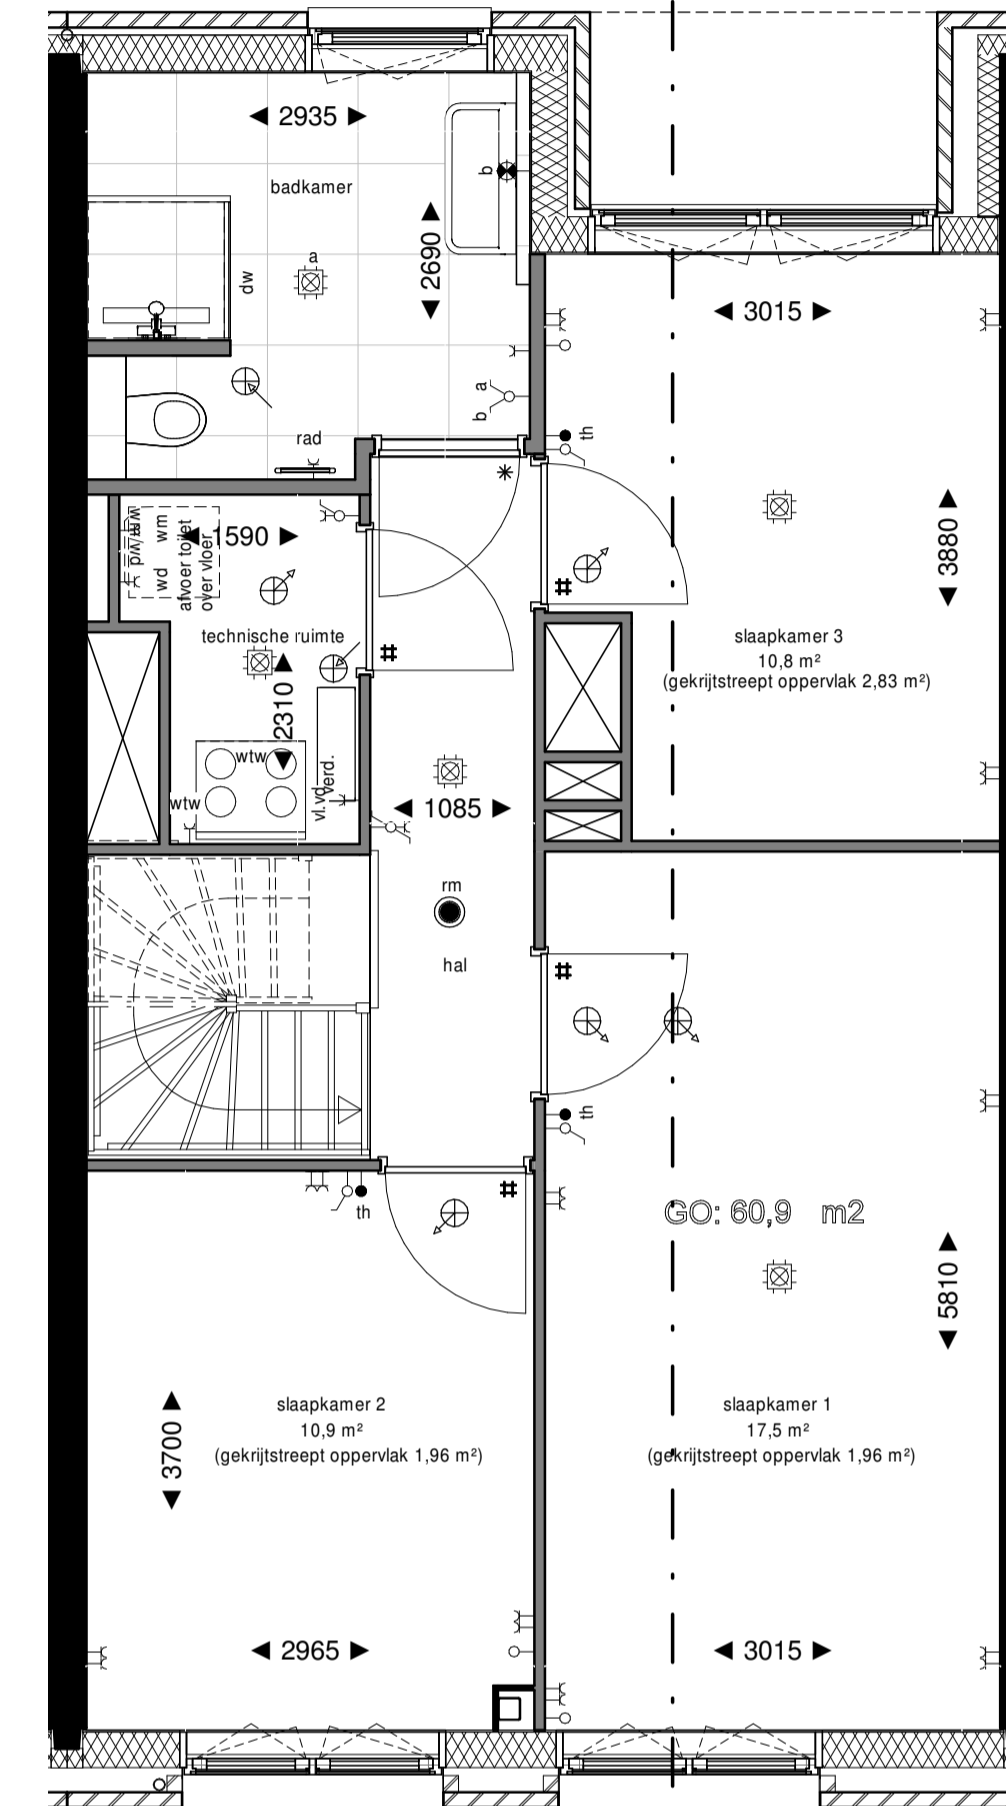 2935
badkamer
b
2690
a
dw
3015
a
b
rad
th
wm/wd
wd wm
afvoer toilet
over vloer
1590
3880
technische ruimte
slaapkamer 3
10,8 m²
(gekrijtstreept oppervlak 2,83 m²)
2310
wtw
wtw
vl.vd
verd.
1085
rm
hal
th
th
GO: 60,9 m2
5810
slaapkamer 2
10,9 m²
(gekrijtstreept oppervlak 1,96 m²)
slaapkamer 1
17,5 m²
(gekrijtstreept oppervlak 1,96 m²)
3700
2965
3015